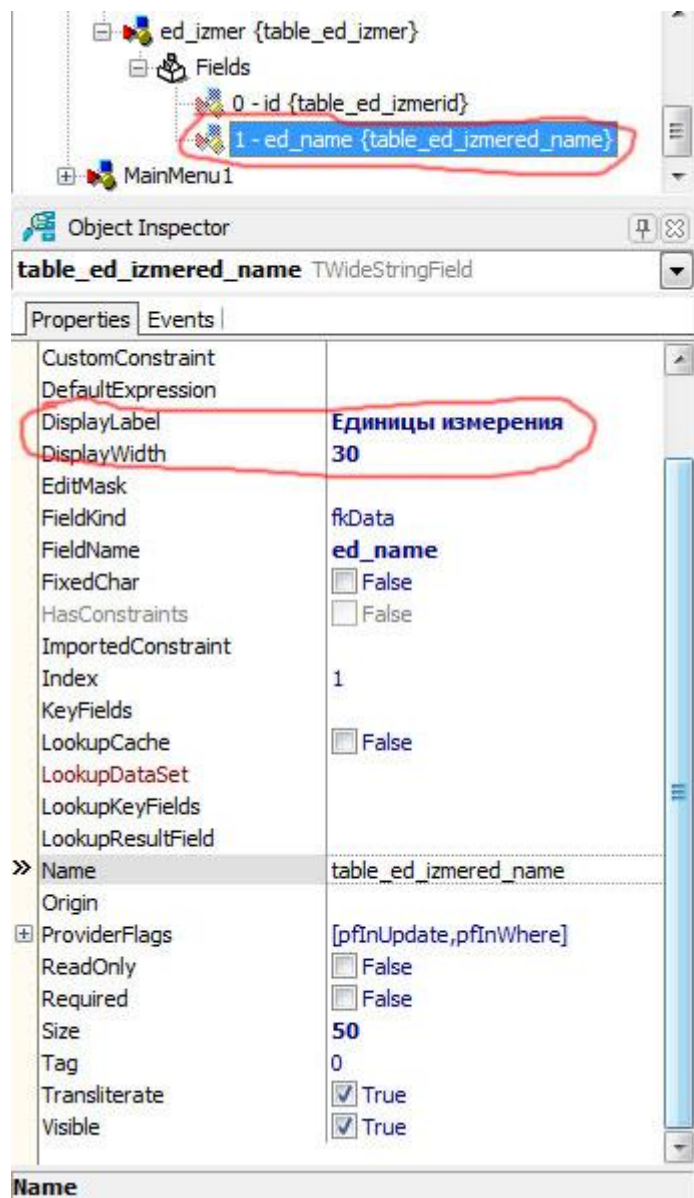 ed_izmer {table_ed_izmer}
Fields
0 - id {table_ed_izmerid}
1 - ed_name {table_ed_izmered_name}
MainMenu1
Object Inspector
table_ed_izmered_name TWideStringField
Properties Events
CustomConstraint
DefaultExpression
DisplayLabel Единицы измерения
DisplayWidth 30
EditMask
FieldKind fkData
FieldName ed_name
FixedChar False
HasConstraints False
ImportedConstraint
Index 1
KeyFields
LookupCache False
LookupDataSet
LookupKeyFields
LookupResultField
Name table_ed_izmered_name
Origin
ProviderFlags [pfInUpdate,pfInWhere]
ReadOnly False
Required False
Size 50
Tag 0
Transliterate True
Visible True
Name